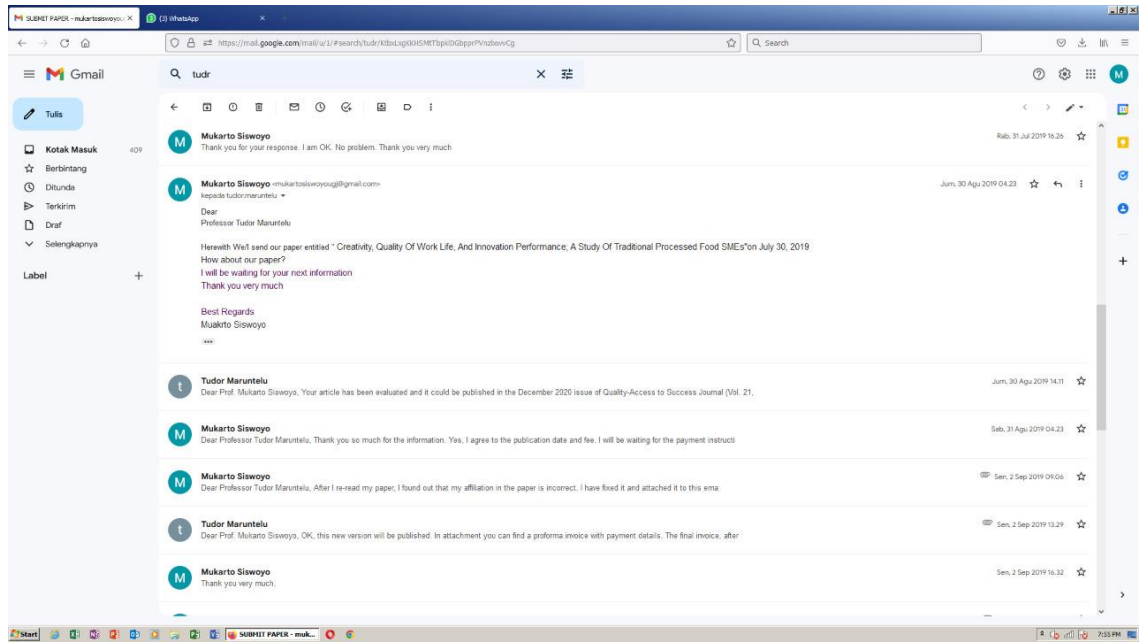 SUBMIT PAPER - mukartosiswoyou
(3) WhatsApp
https://mail.google.com/mail/u/1/#search/tudr/
Search
Gmail
tudr
M
Tulis
Kotak Masuk 409
Berbintang
Ditunda
Terkirim
Draf
Selengkapnya
Label
M
Mukarto Siswoyo
Rab, 31 Jul 2019 16.26
Thank you for your response. I am OK. No problem. Thank you very much
M
Mukarto Siswoyo <mukartosiswoyougj@gmail.com>
Jum, 30 Agu 2019 04.23
kepada tudor.maruntelu
Dear
Professor Tudor Maruntelu
Herewith We/I send our paper entitled " Creativity, Quality Of Work Life, And Innovation Performance; A Study Of Traditional Processed Food SMEs"on July 30, 2019
How about our paper?
I will be waiting for your next information
Thank you very much
Best Regards
Muakrto Siswoyo
t
Tudor Maruntelu
Jum, 30 Agu 2019 14.11
Dear Prof. Mukarto Siswoyo, Your article has been evaluated and it could be published in the December 2020 issue of Quality-Access to Success Journal (Vol. 21,
M
Mukarto Siswoyo
Sab, 31 Agu 2019 04.23
Dear Professor Tudor Maruntelu, Thank you so much for the information. Yes, I agree to the publication date and fee. I will be waiting for the payment instructi
M
Mukarto Siswoyo
Sen, 2 Sep 2019 09.06
Dear Professor Tudor Maruntelu, After I re-read my paper, I found out that my affiliation in the paper is incorrect. I have fixed it and attached it to this ema
t
Tudor Maruntelu
Sen, 2 Sep 2019 13.29
Dear Prof. Mukarto Siswoyo, OK, this new version will be published. In attachment you can find a proforma invoice with payment details. The final invoice, after
M
Mukarto Siswoyo
Sen, 2 Sep 2019 16.32
Thank you very much,
Start
SUBMIT PAPER - muk...
7:55 PM